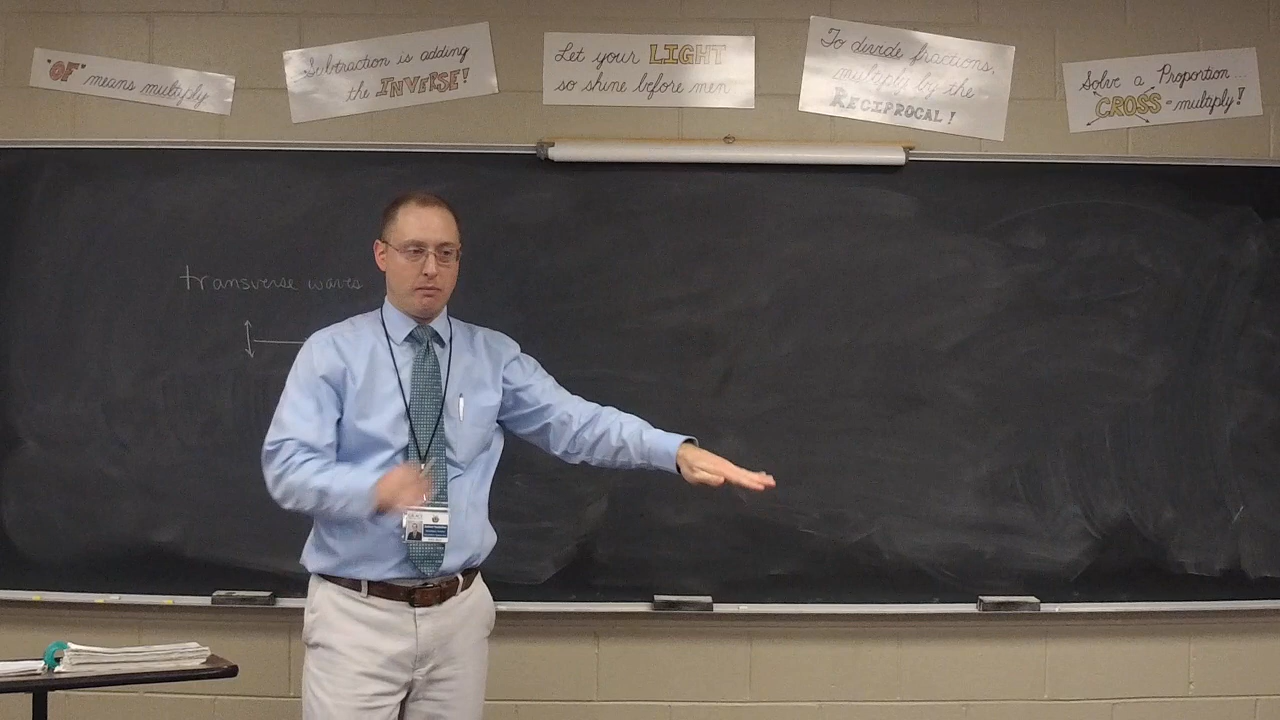 "OF" means multiply
Subtraction is adding
the INVERSE!
Let your LIGHT
so shine before men
To divide fractions,
multiply by the
RECIPROCAL!
Solve a Proportion...
CROSS-multiply!
transverse waves